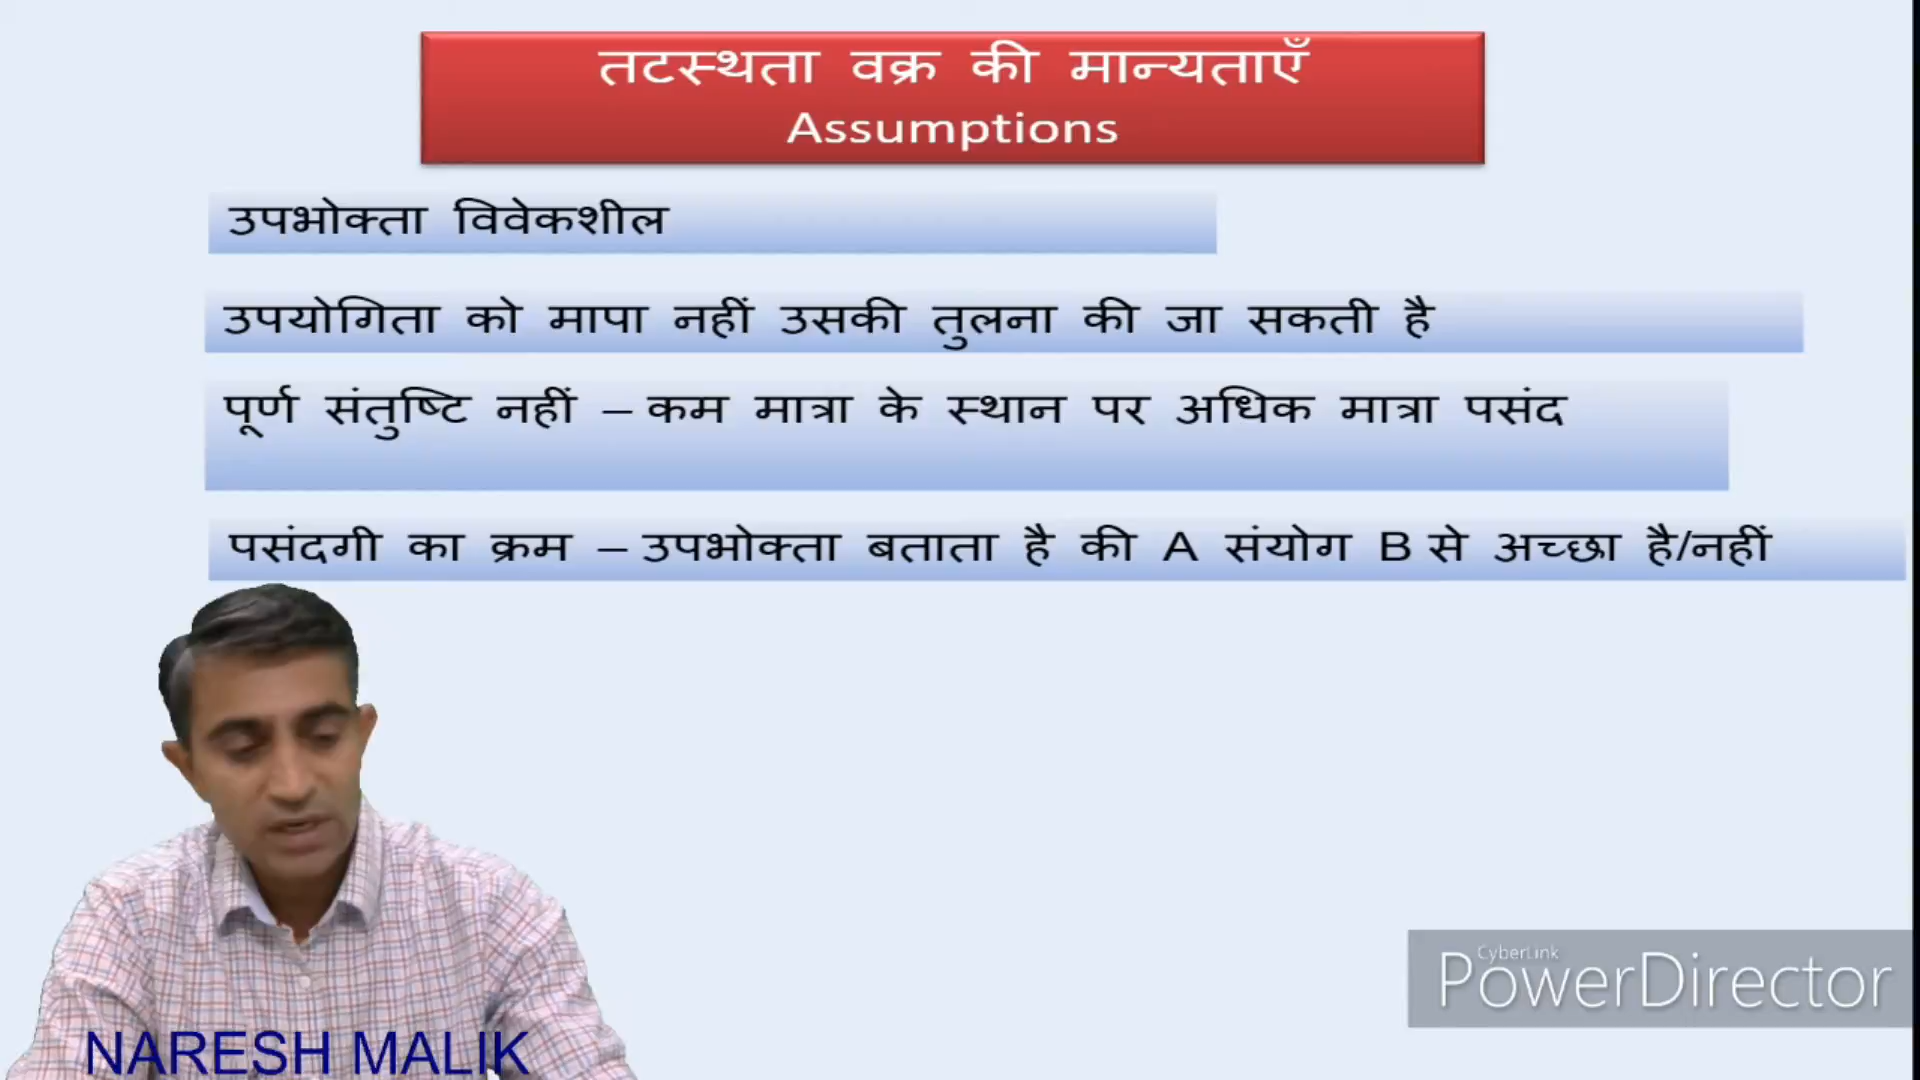 तटस्थता वक्र की मान्यताएँ
Assumptions
उपभोक्ता विवेकशील
उपयोगिता को मापा नहीं उसकी तुलना की जा सकती है
पूर्ण संतुष्टि नहीं – कम मात्रा के स्थान पर अधिक मात्रा पसंद
पसंदगी का क्रम – उपभोक्ता बताता है की A संयोग B से अच्छा है/नहीं
CyberLink
PowerDirector
NARESH MALIK